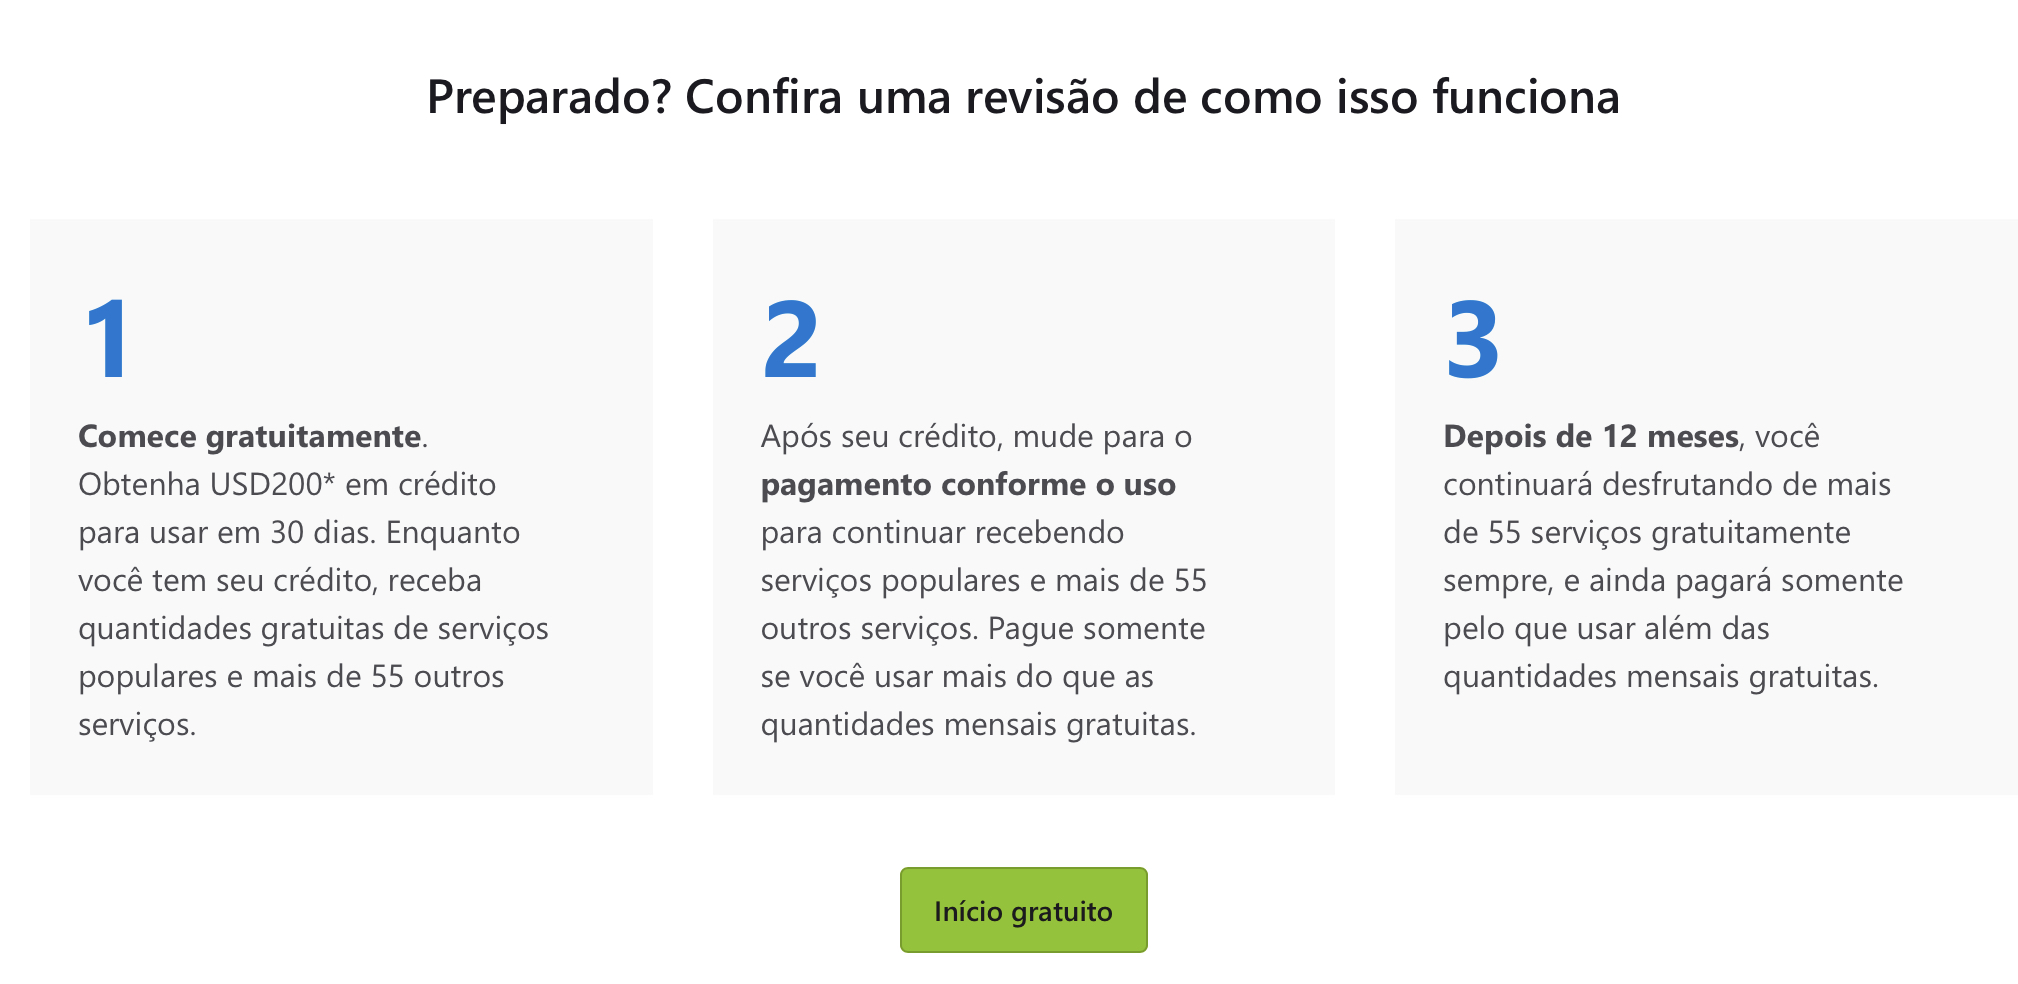 Preparado? Confira uma revisão de como isso funciona
1
Comece gratuitamente.
Obtenha USD200* em crédito
para usar em 30 dias. Enquanto
você tem seu crédito, receba
quantidades gratuitas de serviços
populares e mais de 55 outros
serviços.
2
Após seu crédito, mude para o
pagamento conforme o uso
para continuar recebendo
serviços populares e mais de 55
outros serviços. Pague somente
se você usar mais do que as
quantidades mensais gratuitas.
3
Depois de 12 meses, você
continuará desfrutando de mais
de 55 serviços gratuitamente
sempre, e ainda pagará somente
pelo que usar além das
quantidades mensais gratuitas.
Início gratuito